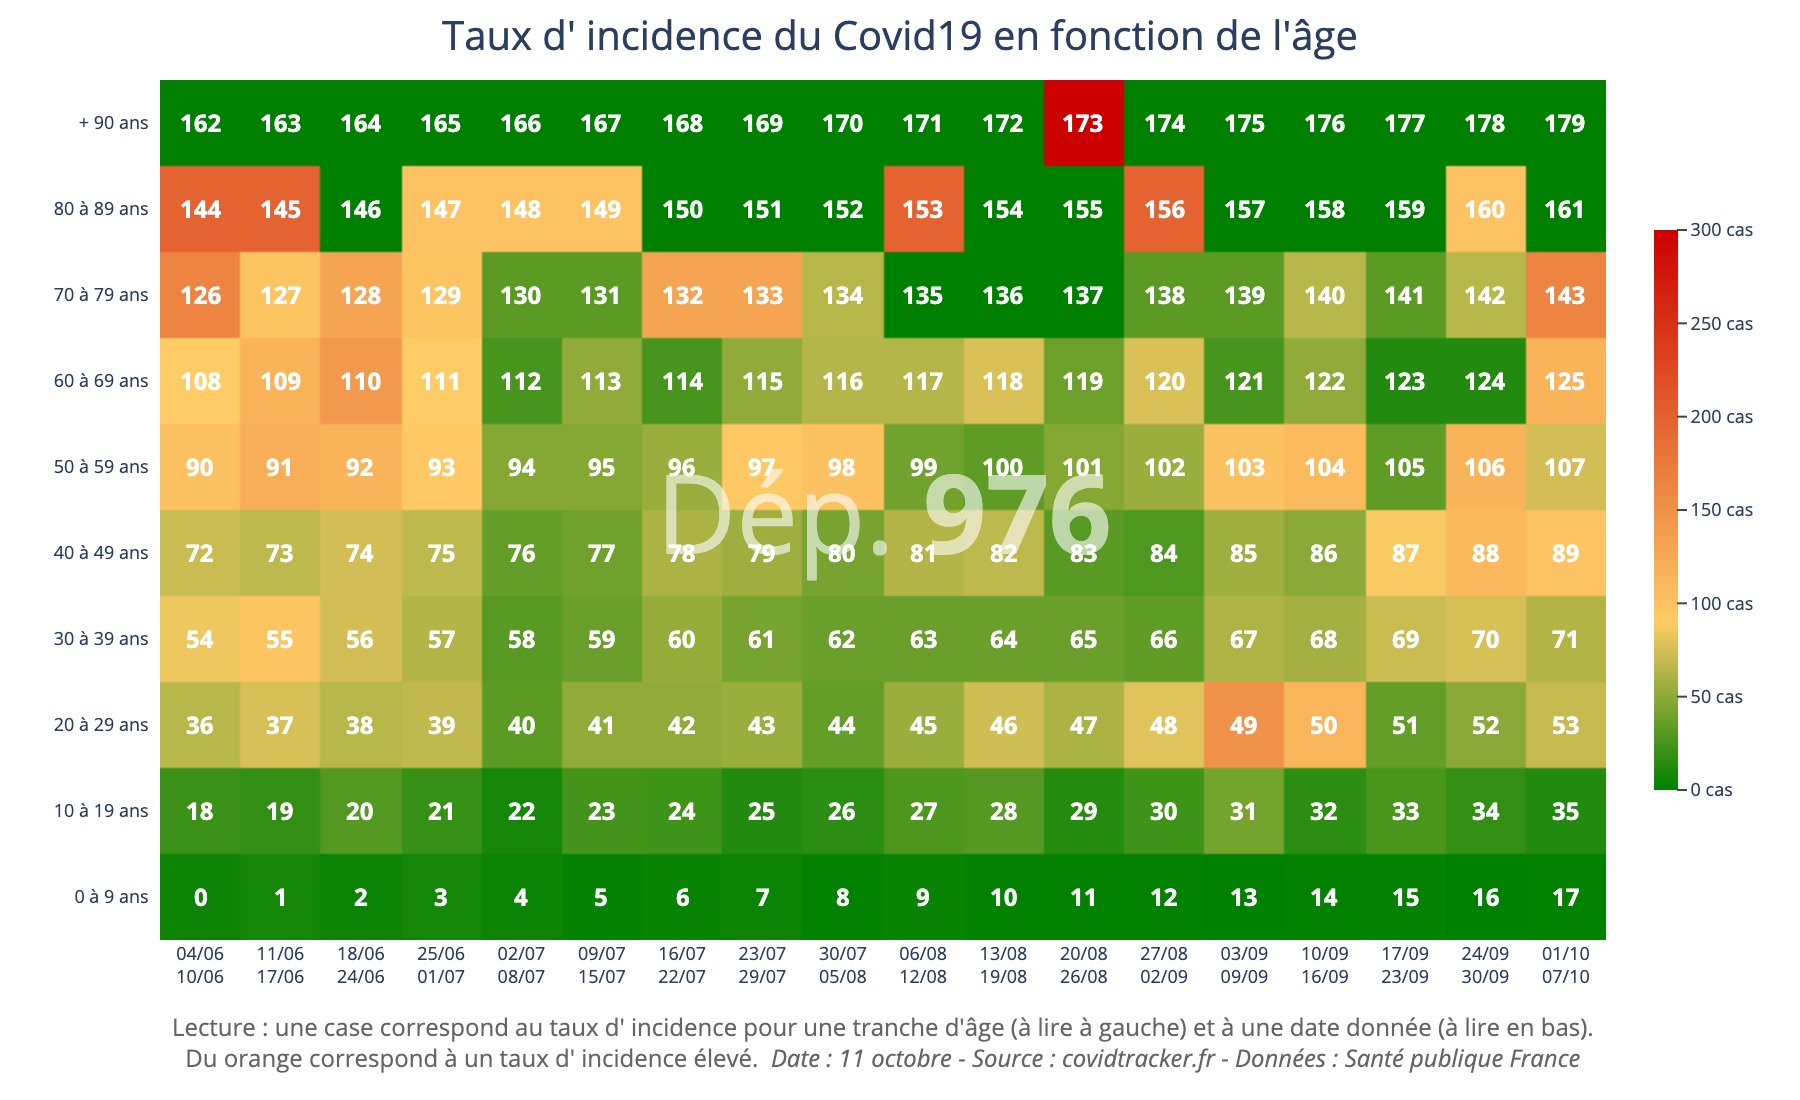 Taux d' incidence du Covid19 en fonction de l'âge
+ 90 ans 162 163 164 165 166 167 168 169 170 171 172 173 174 175 176 177 178 179
80 à 89 ans 144 145 146 147 148 149 150 151 152 153 154 155 156 157 158 159 160 161
70 à 79 ans 126 127 128 129 130 131 132 133 134 135 136 137 138 139 140 141 142 143
60 à 69 ans 108 109 110 111 112 113 114 115 116 117 118 119 120 121 122 123 124 125
50 à 59 ans 90 91 92 93 94 95 96 97 98 99 100 101 102 103 104 105 106 107
Dép. 976
40 à 49 ans 72 73 74 75 76 77 78 79 80 81 82 83 84 85 86 87 88 89
30 à 39 ans 54 55 56 57 58 59 60 61 62 63 64 65 66 67 68 69 70 71
20 à 29 ans 36 37 38 39 40 41 42 43 44 45 46 47 48 49 50 51 52 53
10 à 19 ans 18 19 20 21 22 23 24 25 26 27 28 29 30 31 32 33 34 35
0 à 9 ans 0 1 2 3 4 5 6 7 8 9 10 11 12 13 14 15 16 17
04/06 11/06 18/06 25/06 02/07 09/07 16/07 23/07 30/07 06/08 13/08 20/08 27/08 03/09 10/09 17/09 24/09 01/10
10/06 17/06 24/06 01/07 08/07 15/07 22/07 29/07 05/08 12/08 19/08 26/08 02/09 09/09 16/09 23/09 30/09 07/10
300 cas
250 cas
200 cas
150 cas
100 cas
50 cas
0 cas
Lecture : une case correspond au taux d' incidence pour une tranche d'âge (à lire à gauche) et à une date donnée (à lire en bas).
Du orange correspond à un taux d' incidence élevé. Date : 11 octobre - Source : covidtracker.fr - Données : Santé publique France